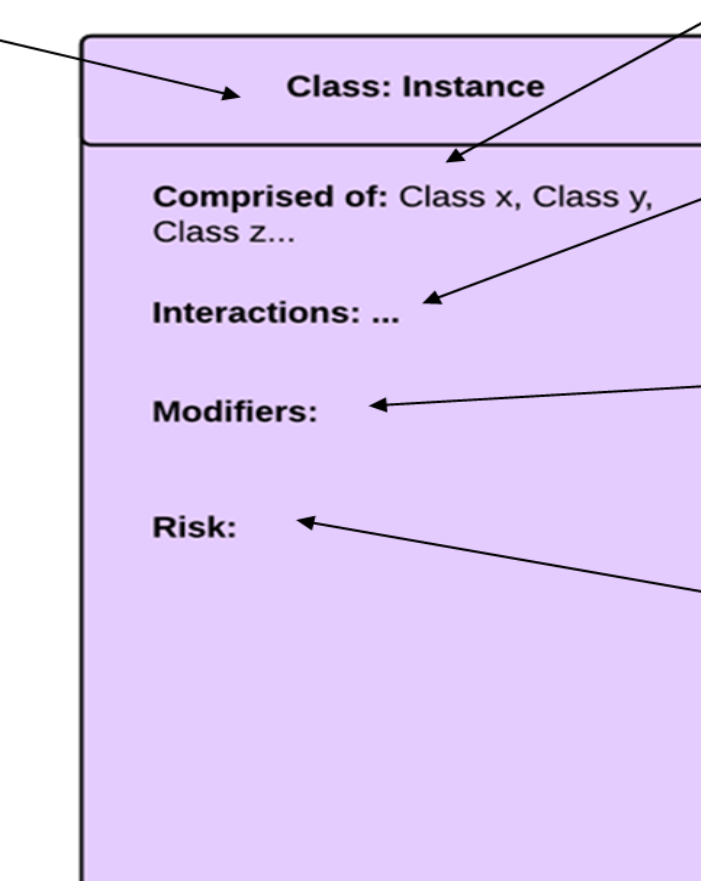 Class: Instance
Comprised of: Class x, Class y,
Class z...
Interactions: ...
Modifiers:
Risk: